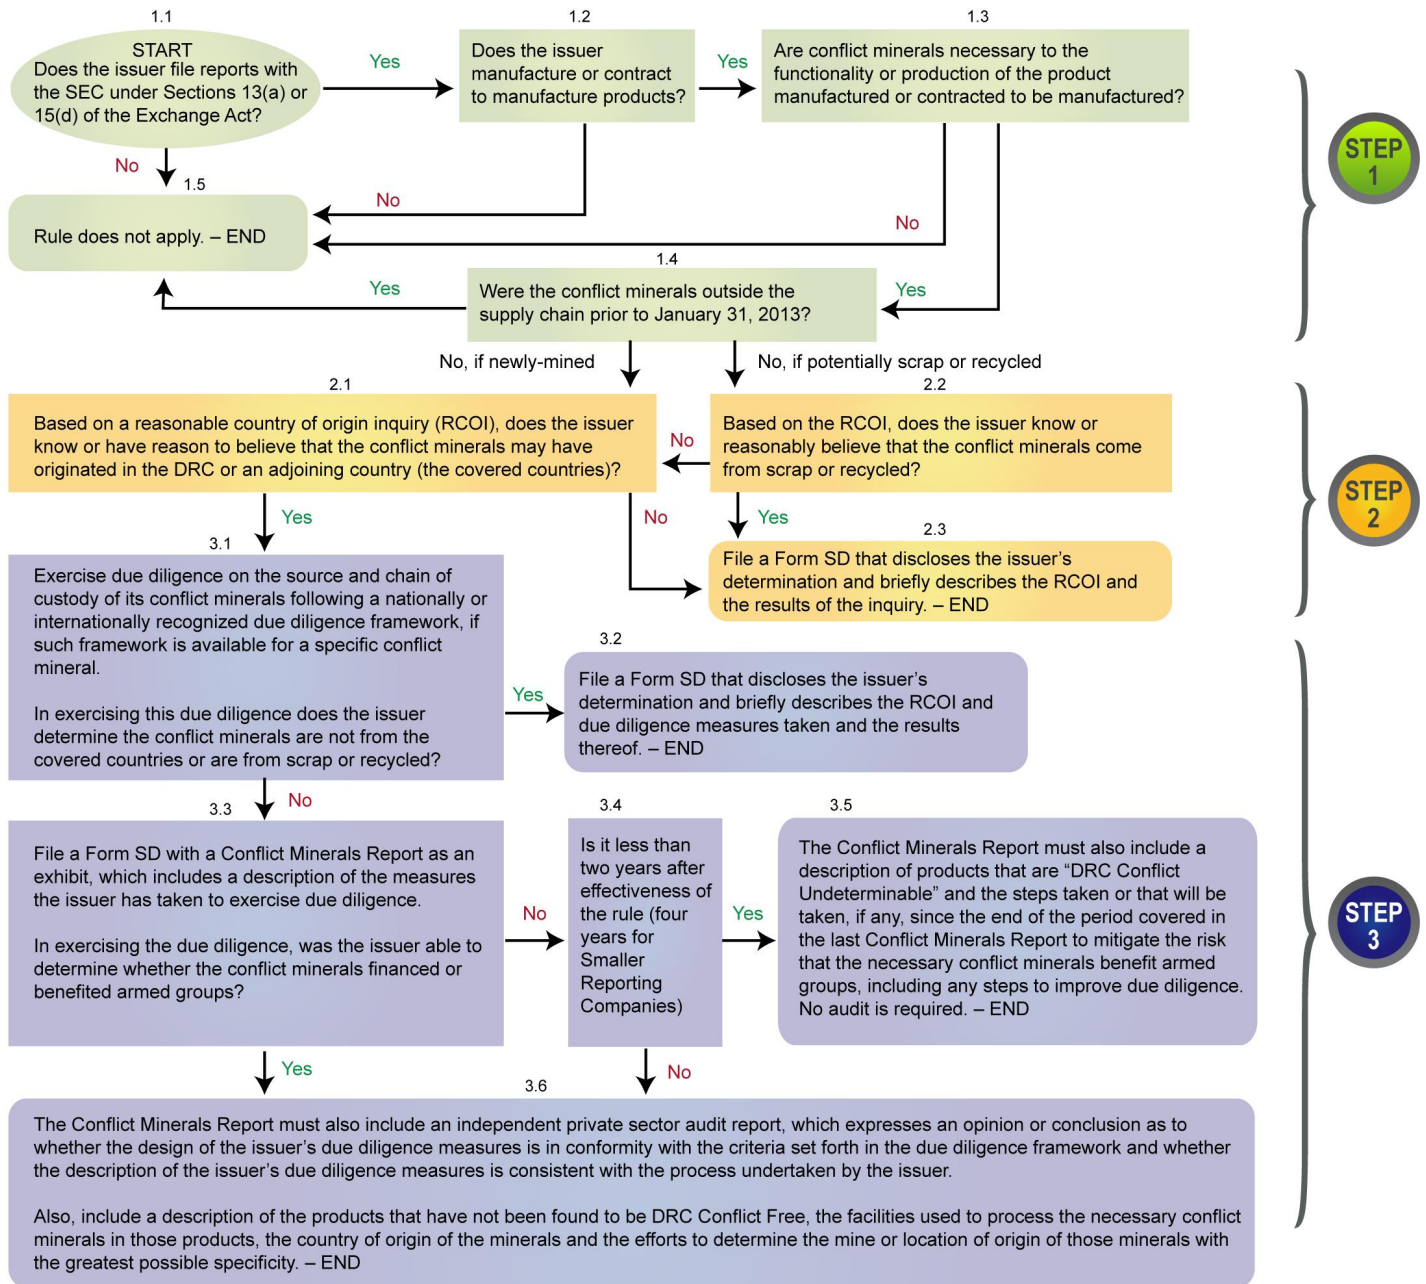 1.1
START
Does the issuer file reports with
the SEC under Sections 13(a) or
15(d) of the Exchange Act?
Yes
1.2
Does the issuer
manufacture or contract
to manufacture products?
Yes
1.3
Are conflict minerals necessary to the
functionality or production of the product
manufactured or contracted to be manufactured?
STEP
1
No
1.5
Rule does not apply. – END
No
No
Yes
1.4
Were the conflict minerals outside the
supply chain prior to January 31, 2013?
Yes
No, if newly-mined
No, if potentially scrap or recycled
2.1
Based on a reasonable country of origin inquiry (RCOI), does the issuer
know or have reason to believe that the conflict minerals may have
originated in the DRC or an adjoining country (the covered countries)?
No
2.2
Based on the RCOI, does the issuer know or
reasonably believe that the conflict minerals come
from scrap or recycled?
STEP
2
Yes
No
Yes
2.3
File a Form SD that discloses the issuer’s
determination and briefly describes the RCOI and
the results of the inquiry. – END
3.1
Exercise due diligence on the source and chain of
custody of its conflict minerals following a nationally or
internationally recognized due diligence framework, if
such framework is available for a specific conflict
mineral.
In exercising this due diligence does the issuer
determine the conflict minerals are not from the
covered countries or are from scrap or recycled?
Yes
3.2
File a Form SD that discloses the issuer’s
determination and briefly describes the RCOI and
due diligence measures taken and the results
thereof. – END
No
3.3
File a Form SD with a Conflict Minerals Report as an
exhibit, which includes a description of the measures
the issuer has taken to exercise due diligence.
In exercising the due diligence, was the issuer able to
determine whether the conflict minerals financed or
benefited armed groups?
No
3.4
Is it less than
two years after
effectiveness of
the rule (four
years for
Smaller
Reporting
Companies)
Yes
3.5
The Conflict Minerals Report must also include a
description of products that are “DRC Conflict
Undeterminable” and the steps taken or that will be
taken, if any, since the end of the period covered in
the last Conflict Minerals Report to mitigate the risk
that the necessary conflict minerals benefit armed
groups, including any steps to improve due diligence.
No audit is required. – END
STEP
3
Yes
No
3.6
The Conflict Minerals Report must also include an independent private sector audit report, which expresses an opinion or conclusion as to
whether the design of the issuer’s due diligence measures is in conformity with the criteria set forth in the due diligence framework and whether
the description of the issuer’s due diligence measures is consistent with the process undertaken by the issuer.
Also, include a description of the products that have not been found to be DRC Conflict Free, the facilities used to process the necessary conflict
minerals in those products, the country of origin of the minerals and the efforts to determine the mine or location of origin of those minerals with
the greatest possible specificity. – END